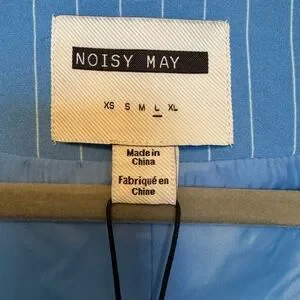 NOISY MAY
XS S M L XL
Made in
China
Fabriqué en
Chine